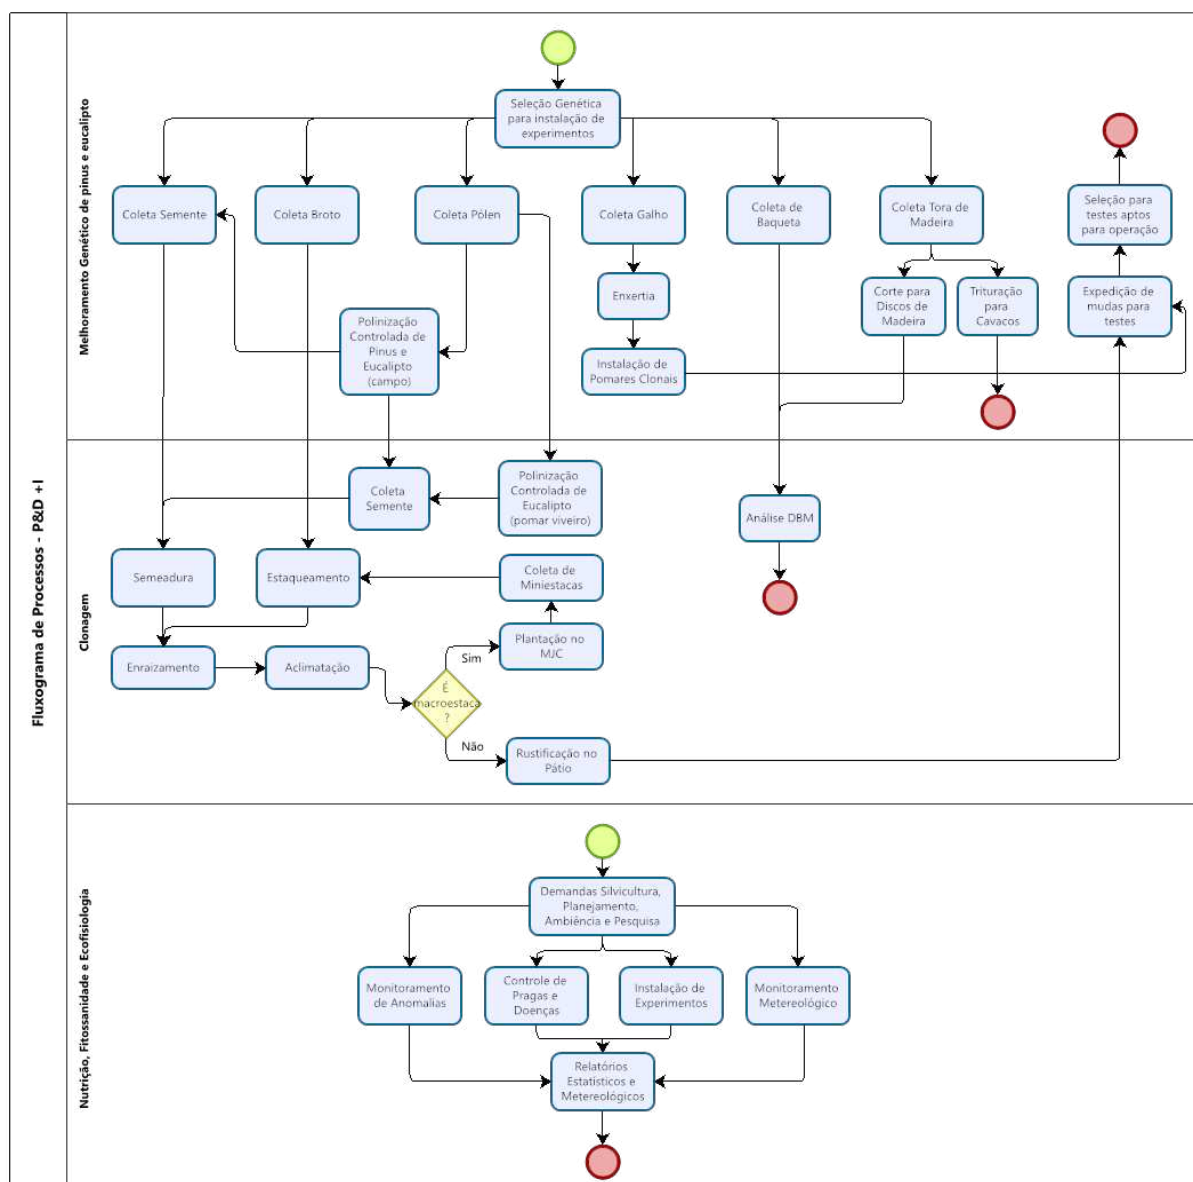 Fluxograma de Processos - P&D +I
Melhoramento Genético de pinus e eucalipto
Seleção Genética
para instalação de
experimentos
Coleta Semente
Coleta Broto
Coleta Pólen
Coleta Galho
Coleta de
Baqueta
Coleta Tora de
Madeira
Seleção para
testes aptos
para operação
Enxertia
Corte para
Discos de
Madeira
Trituração
para
Cavacos
Expedição de
mudas para
testes
Polinização
Controlada de
Pinus e
Eucalipto
(campo)
Instalação de
Pomares Clonais
Clonagem
Coleta
Semente
Polinização
Controlada de
Eucalipto
(pomar viveiro)
Análise DBM
Semeadura
Estaqueamento
Coleta de
Miniestacas
Enraizamento
Aclimatação
Sim
Plantação no
MJC
É
macroestaca
?
Não
Rustificação no
Pátio
Nutrição, Fitossanidade e Ecofisiologia
Demandas Silvicultura,
Planejamento,
Ambiência e Pesquisa
Monitoramento
de Anomalias
Controle de
Pragas e
Doenças
Instalação de
Experimentos
Monitoramento
Metereológico
Relatórios
Estatísticos e
Metereológicos